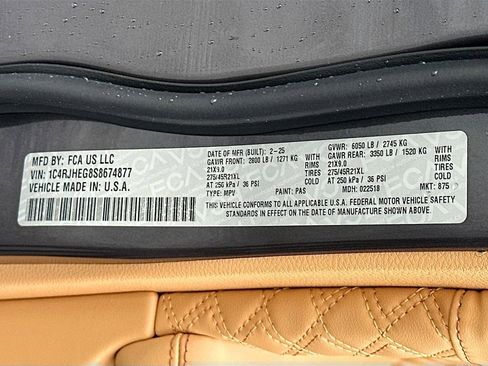 MFD BY: FCA US LLC
VIN: 1C4RJHEG8S8674877
VEHICLE MADE IN: U.S.A.
DATE OF MFR (BUILT): 2-25
GVWR: 6050 LB / 2745 KG
GAWR FRONT: 2800 LB / 1271 KG WITH
GAWR REAR: 3350 LB / 1520 KG WITH
21X9.0 RIMS
21X9.0 RIMS
275/45R21XL TIRES
275/45R21XL TIRES
AT 250 kPa / 36 PSI COLD
AT 250 kPa / 36 PSI COLD
TYPE: MPV PAINT: PAS MDH: 022518 MKT: 875
THIS VEHICLE CONFORMS TO ALL APPLICABLE U.S.A. FEDERAL MOTOR VEHICLE SAFETY
STANDARDS IN EFFECT ON THE DATE OF MANUFACTURE SHOWN ABOVE